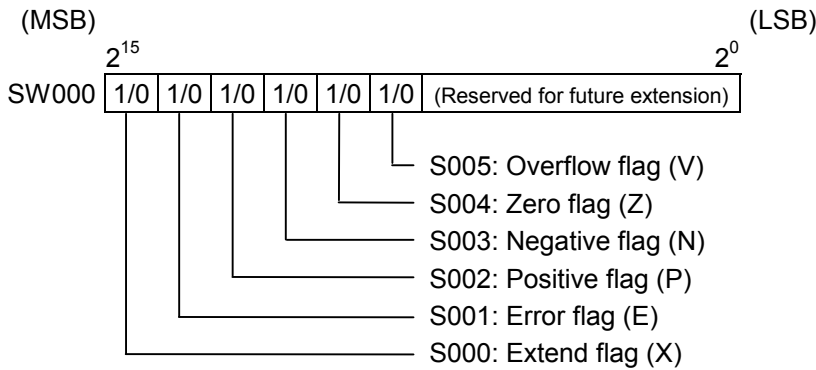 (MSB) (LSB)
2^15 2^0
SW000 1/0 1/0 1/0 1/0 1/0 1/0 (Reserved for future extension)
S005: Overflow flag (V)
S004: Zero flag (Z)
S003: Negative flag (N)
S002: Positive flag (P)
S001: Error flag (E)
S000: Extend flag (X)